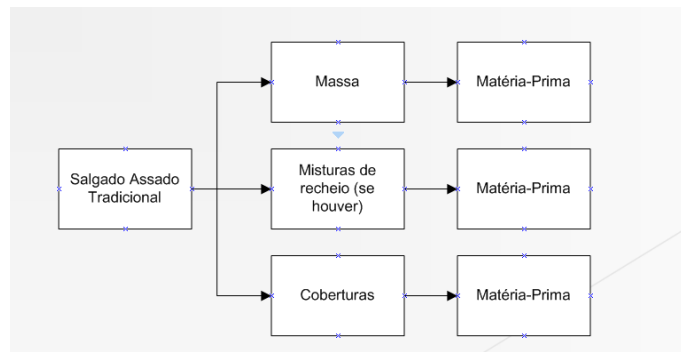 Massa
Matéria-Prima
Salgado Assado
Tradicional
Misturas de
recheio (se
houver)
Matéria-Prima
Coberturas
Matéria-Prima